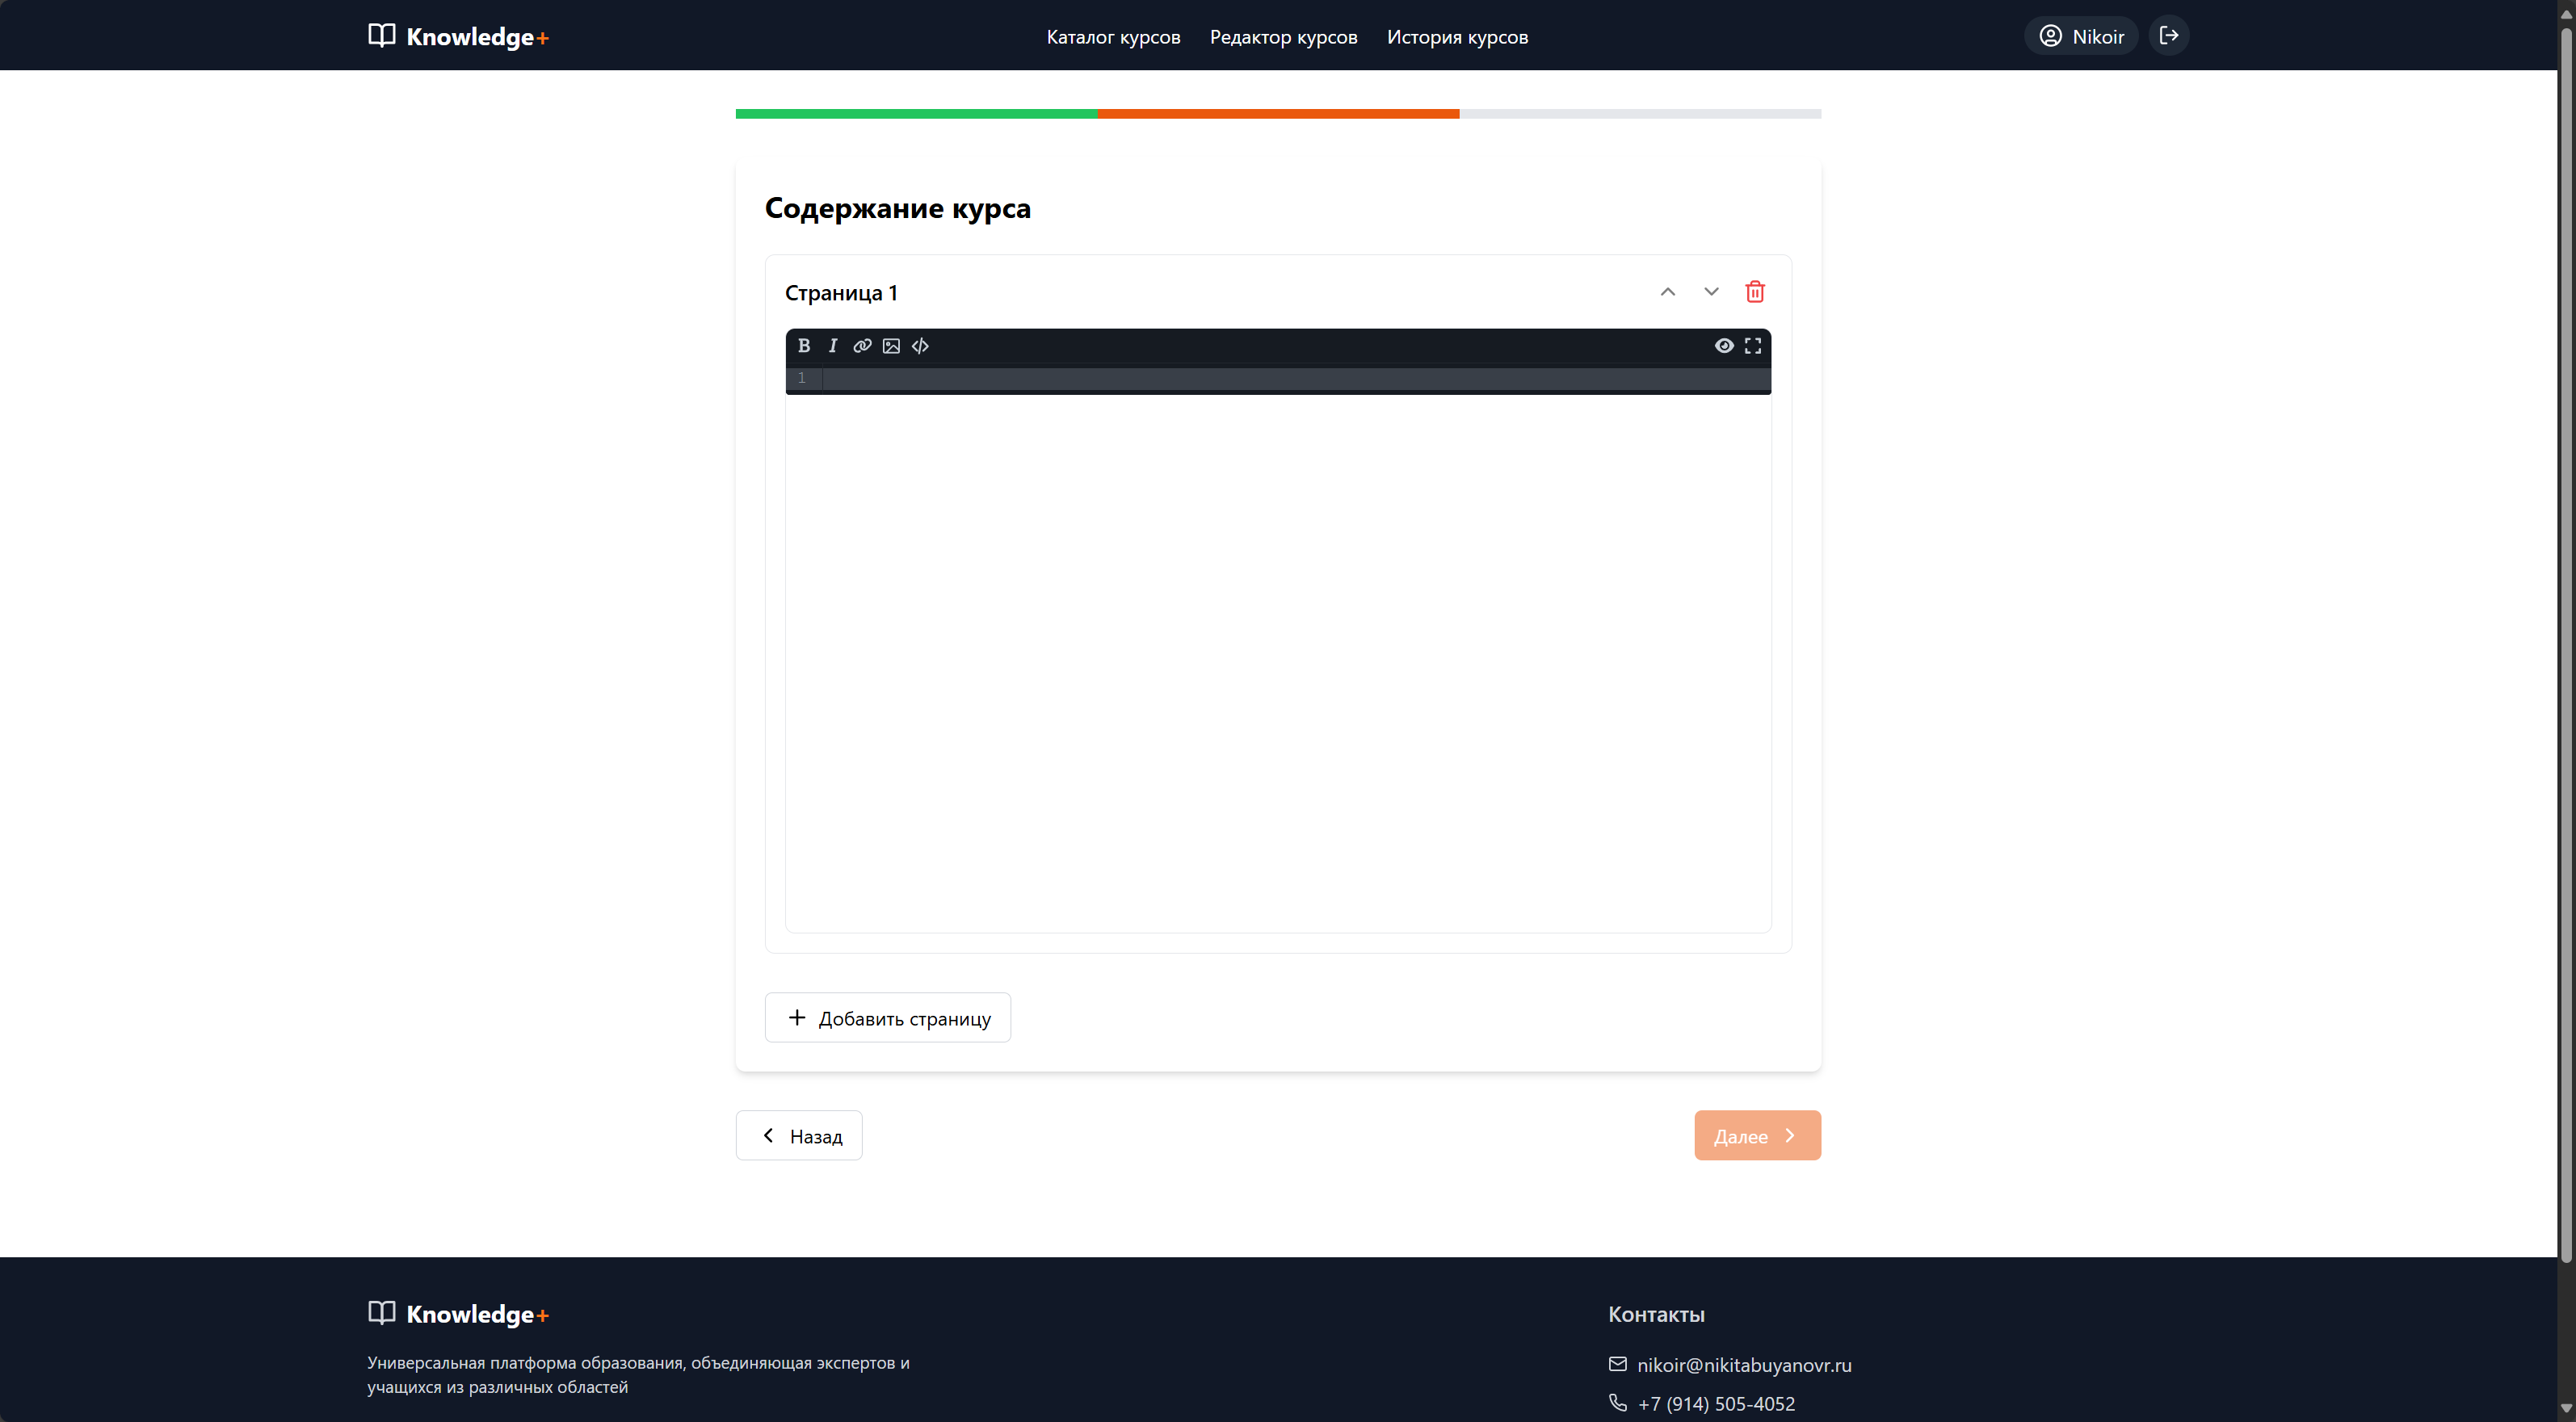 Knowledge+
Каталог курсов
Редактор курсов
История курсов
Nikoir
Содержание курса
Страница 1
B I
1
Добавить страницу
Назад
Далее
Knowledge+
Универсальная платформа образования, объединяющая экспертов и
учащихся из различных областей
Контакты
nikoir@nikitabuyanovr.ru
+7 (914) 505-4052